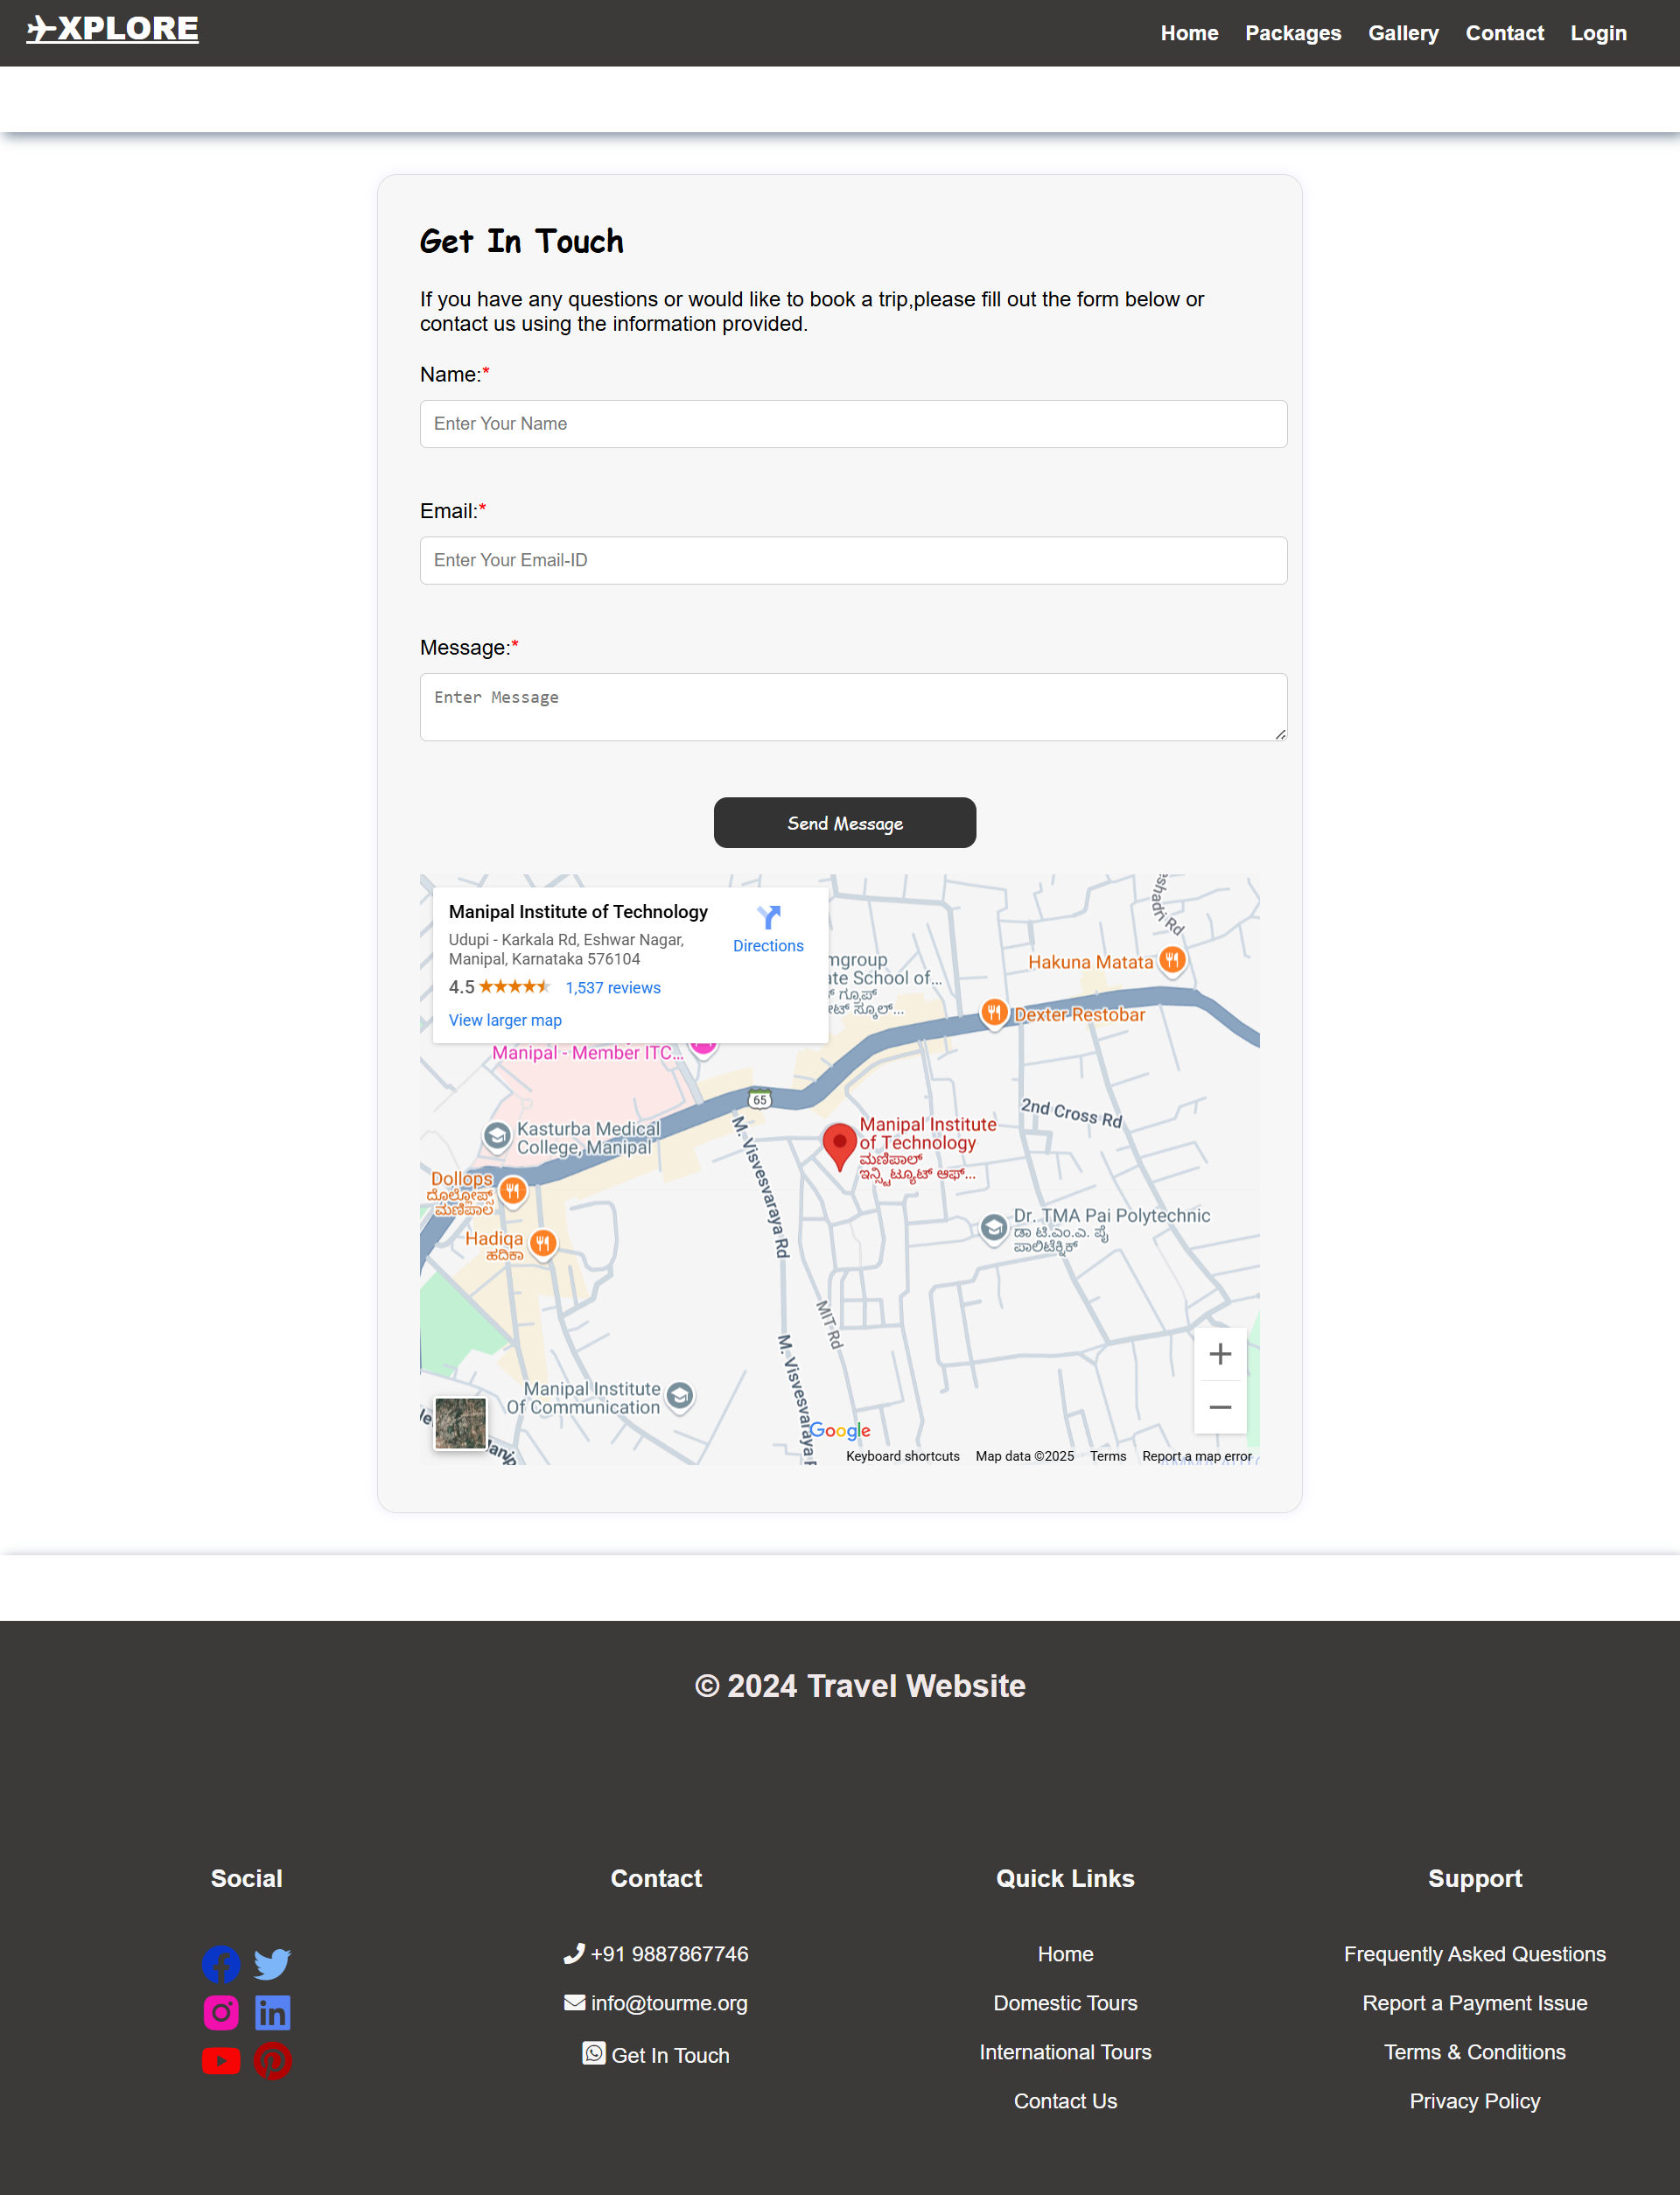 XPLORE
Home Packages Gallery Contact Login
Get In Touch
If you have any questions or would like to book a trip,please fill out the form below or
contact us using the information provided.
Name:*
Enter Your Name
Email:*
Enter Your Email-ID
Message:*
Enter Message
Send Message
Manipal Institute of Technology
Directions
Udupi - Karkala Rd, Eshwar Nagar,
Manipal, Karnataka 576104
4.5 1,537 reviews
View larger map
Hakuna Matata
Dexter Restobar
Manipal - Member ITC...
65
2nd Cross Rd
Kasturba Medical
College, Manipal
M. Visvesvaraya Rd
Manipal Institute
of Technology
ಮಣಿಪಾಲ್
ಇನ್ಸ್ಟಿಟ್ಯೂಟ್ ಆಫ್...
Dollops
ದೊಲ್ಲೋಪ್ಸ್
ಮಣಿಪಾಲ
Hadiqa
ಹದಿಕಾ
Dr. TMA Pai Polytechnic
ಡಾ ಟಿ.ಎಂ.ಎ. ಪೈ
ಪಾಲಿಟೆಕ್ನಿಕ್
MIT Rd
M. Visvesvaraya
Manipal Institute
Of Communication
Google
Keyboard shortcuts Map data ©2025 Terms Report a map error
© 2024 Travel Website
Social
Contact
+91 9887867746
info@tourme.org
Get In Touch
Quick Links
Home
Domestic Tours
International Tours
Contact Us
Support
Frequently Asked Questions
Report a Payment Issue
Terms & Conditions
Privacy Policy